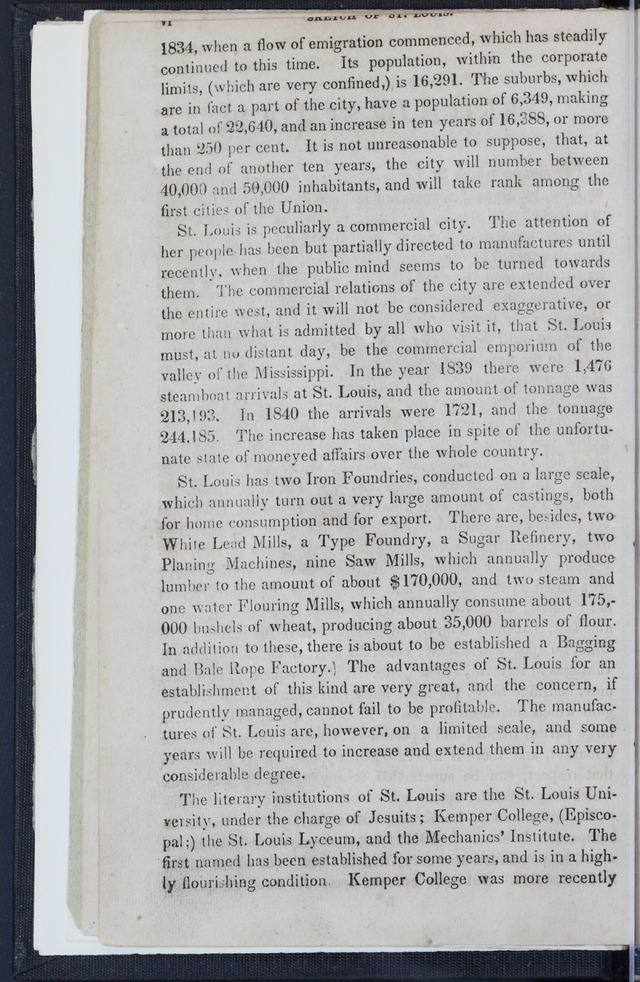 VI SKETCH OF ST. LOUIS.
1834, when a flow of emigration commenced, which has steadily
continued to this time. Its population, within the corporate
limits, (which are very confined,) is 16,291. The suburbs, which
are in fact a part of the city, have a population of 6,349, making
a total of 22,640, and an increase in ten years of 16,388, or more
than 250 per cent. It is not unreasonable to suppose, that, at
the end of another ten years, the city will number between
40,000 and 50,000 inhabitants, and will take rank among the
first cities of the Union.
St. Louis is peculiarly a commercial city. The attention of
her people has been but partially directed to manufactures until
recently, when the public mind seems to be turned towards
them. The commercial relations of the city are extended over
the entire west, and it will not be considered exaggerative, or
more than what is admitted by all who visit it, that St. Louis
must, at no distant day, be the commercial emporium of the
valley of the Mississippi. In the year 1839 there were 1,476
steamboat arrivals at St. Louis, and the amount of tonnage was
213,193. In 1840 the arrivals were 1721, and the tonnage
244,185. The increase has taken place in spite of the unfortu-
nate state of moneyed affairs over the whole country.
St. Louis has two Iron Foundries, conducted on a large scale,
which annually turn out a very large amount of castings, both
for home consumption and for export. There are, besides, two
White Lead Mills, a Type Foundry, a Sugar Refinery, two
Planing Machines, nine Saw Mills, which annually produce
lumber to the amount of about $170,000, and two steam and
one water Flouring Mills, which annually consume about 175,-
000 bushels of wheat, producing about 35,000 barrels of flour.
In addition to these, there is about to be established a Bagging
and Bale Rope Factory.] The advantages of St. Louis for an
establishment of this kind are very great, and the concern, if
prudently managed, cannot fail to be profitable. The manufac-
tures of St. Louis are, however, on a limited scale, and some
years will be required to increase and extend them in any very
considerable degree.
The literary institutions of St. Louis are the St. Louis Uni-
versity, under the charge of Jesuits; Kemper College, (Episco-
pal;) the St. Louis Lyceum, and the Mechanics' Institute. The
first named has been established for some years, and is in a high-
ly flourishing condition. Kemper College was more recently